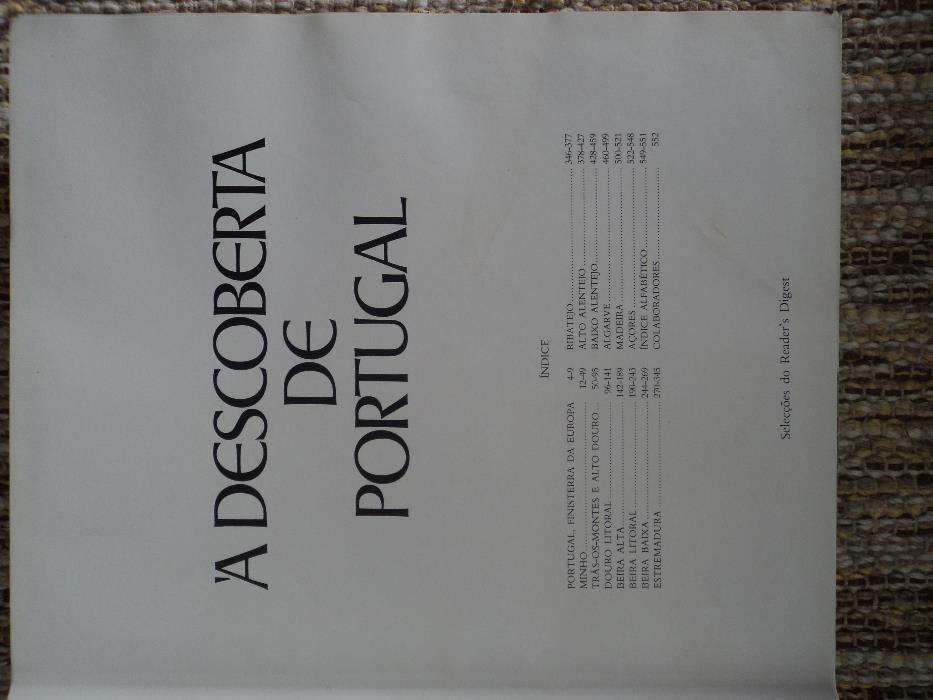 'A DESCOBERTA
DE
PORTUGAL
ÍNDICE
PORTUGAL, FINISTERRA DA EUROPA 4-9
MINHO 12-49
TRÁS-OS-MONTES E ALTO DOURO 50-95
DOURO LITORAL 96-141
BEIRA ALTA 142-189
BEIRA LITORAL 190-243
BEIRA BAIXA 244-269
ESTREMADURA 270-345
RIBATEJO 346-377
ALTO ALENTEJO 378-427
BAIXO ALENTEJO 428-459
ALGARVE 460-499
MADEIRA 500-521
AÇORES 522-548
ÍNDICE ALFABÉTICO 549-551
COLABORADORES 552
Selecções do Reader's Digest